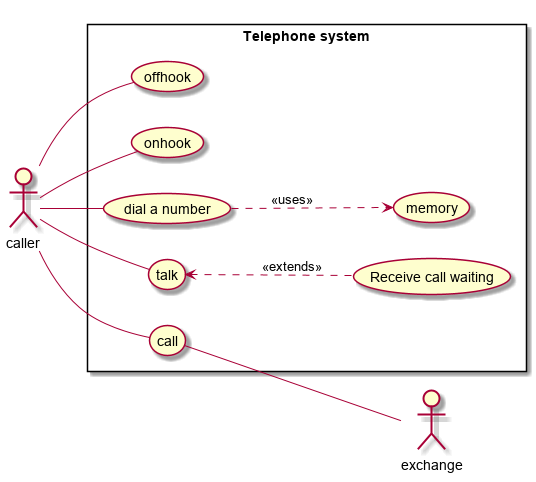 Telephone system
offhook
onhook
dial a number
«uses»
memory
caller
talk
«extends»
Receive call waiting
call
exchange